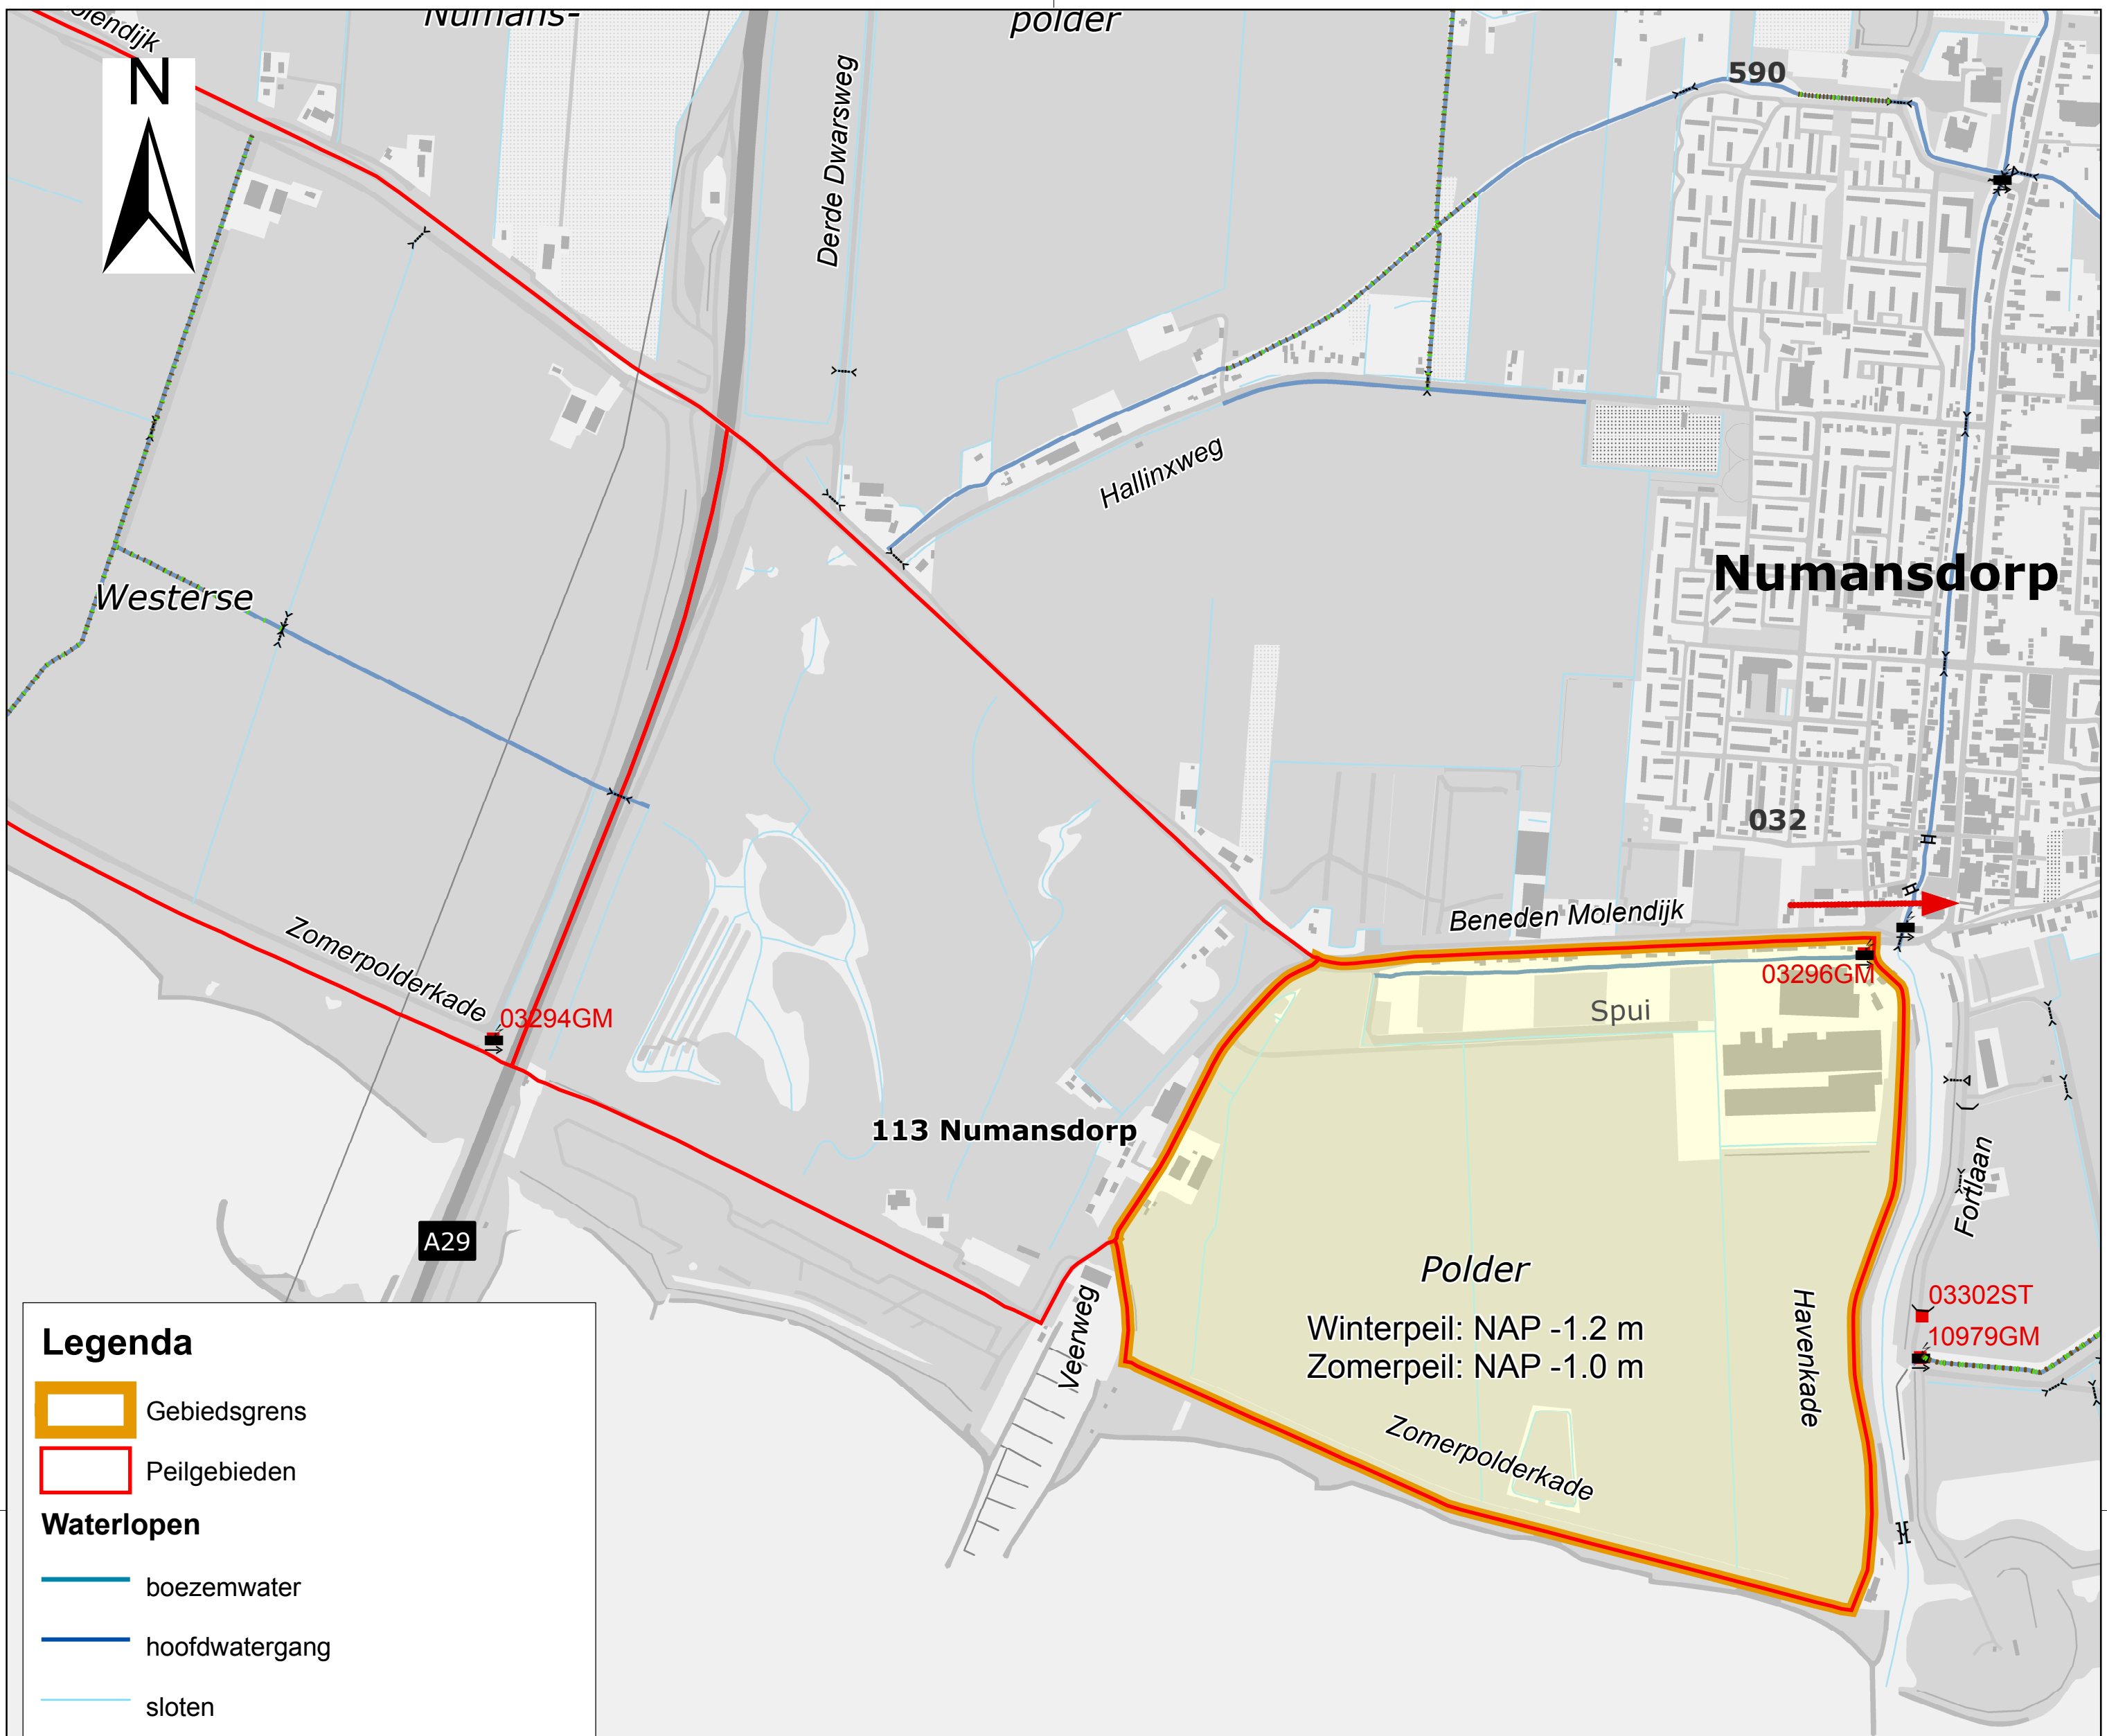 Numans-
polder
olendijk
N
590
Derde Dwarsweg
Hallinxweg
Numansdorp
Westerse
032
Beneden Molendijk
03296GM
Spui
Zomerpolderkade
03294GM
113 Numansdorp
Fortlaan
A29
Polder
Winterpeil: NAP -1.2 m
Zomerpeil: NAP -1.0 m
Veerweg
Havenkade
03302ST
10979GM
Zomerpolderkade
Legenda
Gebiedsgrens
Peilgebieden
Waterlopen
boezemwater
hoofdwatergang
sloten